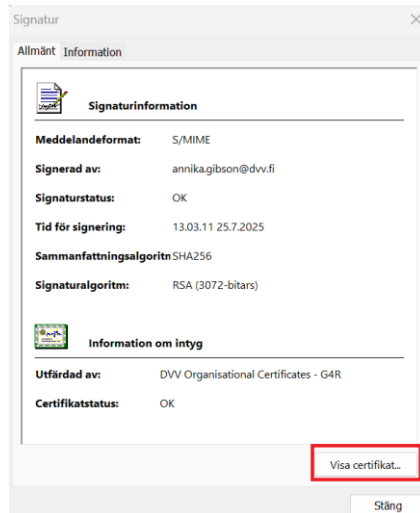 Signatur
Allmänt Information
Signaturinformation
Meddelandeformat: S/MIME
Signerad av: annika.gibson@dvv.fi
Signaturstatus: OK
Tid för signering: 13.03.11 25.7.2025
Sammanfattningsalgoritn SHA256
Signaturalgoritm: RSA (3072-bitars)
Information om intyg
Utfärdad av: DVV Organisational Certificates - G4R
Certifikatstatus: OK
Visa certifikat...
Stäng